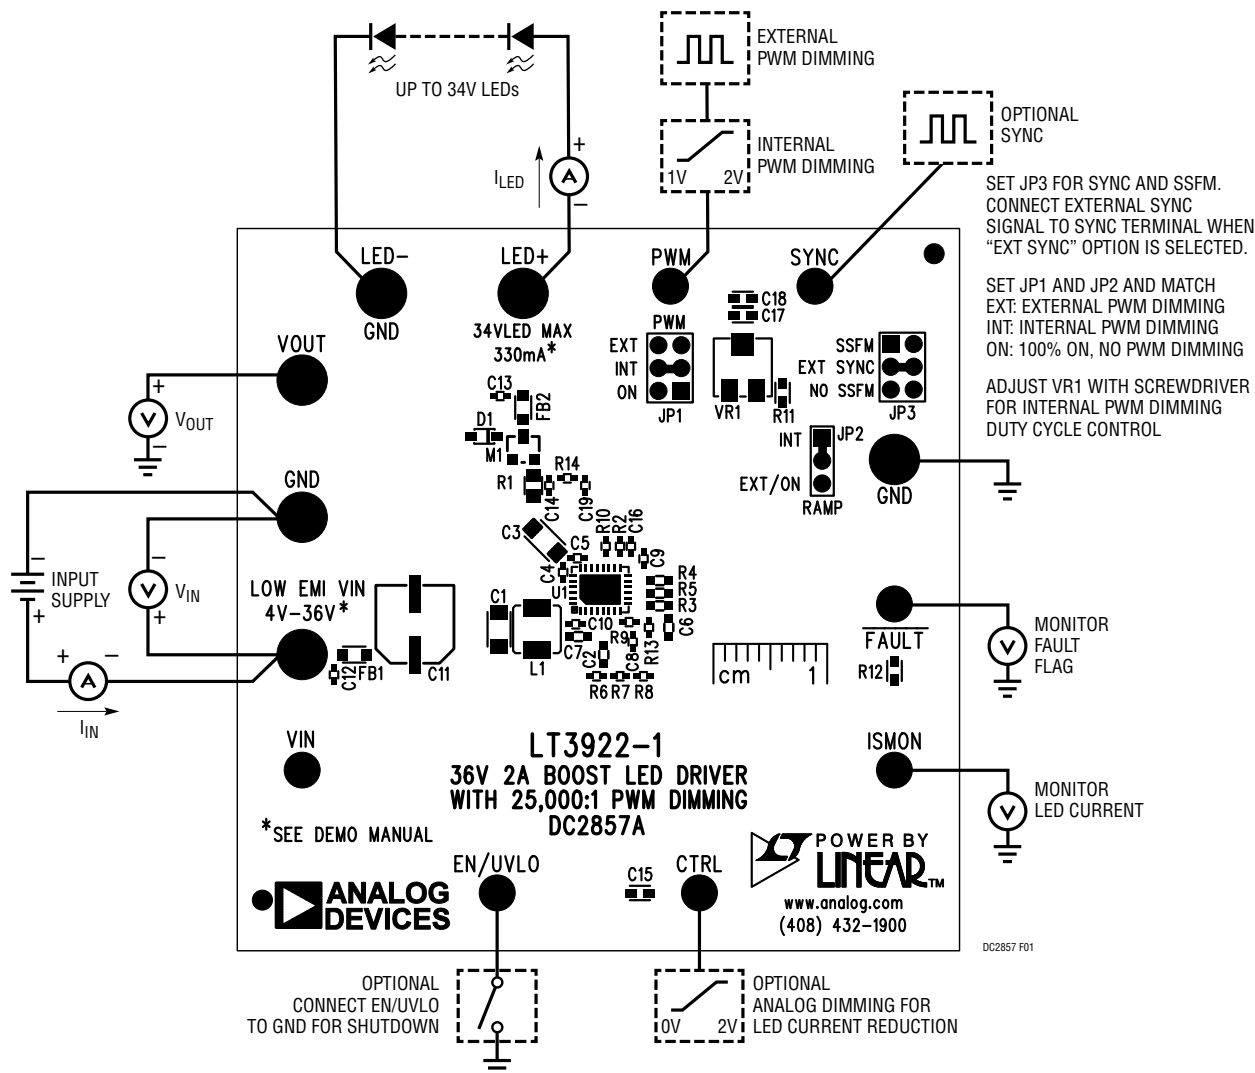 EXTERNAL
PWM DIMMING
UP TO 34V LEDs
OPTIONAL
SYNC
INTERNAL
PWM DIMMING
1V 2V
ILED
A
+
–
SET JP3 FOR SYNC AND SSFM.
CONNECT EXTERNAL SYNC
SIGNAL TO SYNC TERMINAL WHEN
“EXT SYNC” OPTION IS SELECTED.
SET JP1 AND JP2 AND MATCH
EXT: EXTERNAL PWM DIMMING
INT: INTERNAL PWM DIMMING
ON: 100% ON, NO PWM DIMMING
ADJUST VR1 WITH SCREWDRIVER
FOR INTERNAL PWM DIMMING
DUTY CYCLE CONTROL
LED-
GND
LED+
34VLED MAX
330mA*
PWM
SYNC
C18
C17
PWM
EXT
INT
ON
JP1
VR1
R11
SSFM
EXT SYNC
NO SSFM
JP3
VOUT
+
V
VOUT
–
C13
FB2
D1
M1
R1
R14
C14
C19
INT
JP2
EXT/ON
RAMP
GND
GND
C3
C5
C4
U1
R10
R2
C16
C9
R4
R5
R3
C6
–
INPUT
SUPPLY
+
–
V
VIN
+
LOW EMI VIN
4V-36V*
C1
L1
C10
C7
C2
R9
C8
R13
R6
R7
R8
cm 1
FAULT
R12
V
MONITOR
FAULT
FLAG
+
A
–
IIN
C12
FB1
C11
VIN
LT3922-1
36V 2A BOOST LED DRIVER
WITH 25,000:1 PWM DIMMING
DC2857A
ISMON
V
MONITOR
LED CURRENT
*SEE DEMO MANUAL
EN/UVLO
C15
CTRL
POWER BY
LINEAR™
www.analog.com
(408) 432-1900
ANALOG
DEVICES
DC2857 F01
OPTIONAL
CONNECT EN/UVLO
TO GND FOR SHUTDOWN
0V 2V
OPTIONAL
ANALOG DIMMING FOR
LED CURRENT REDUCTION